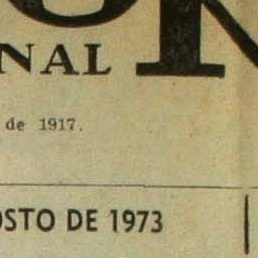 NAL
de 1917.
OSTO DE 1973